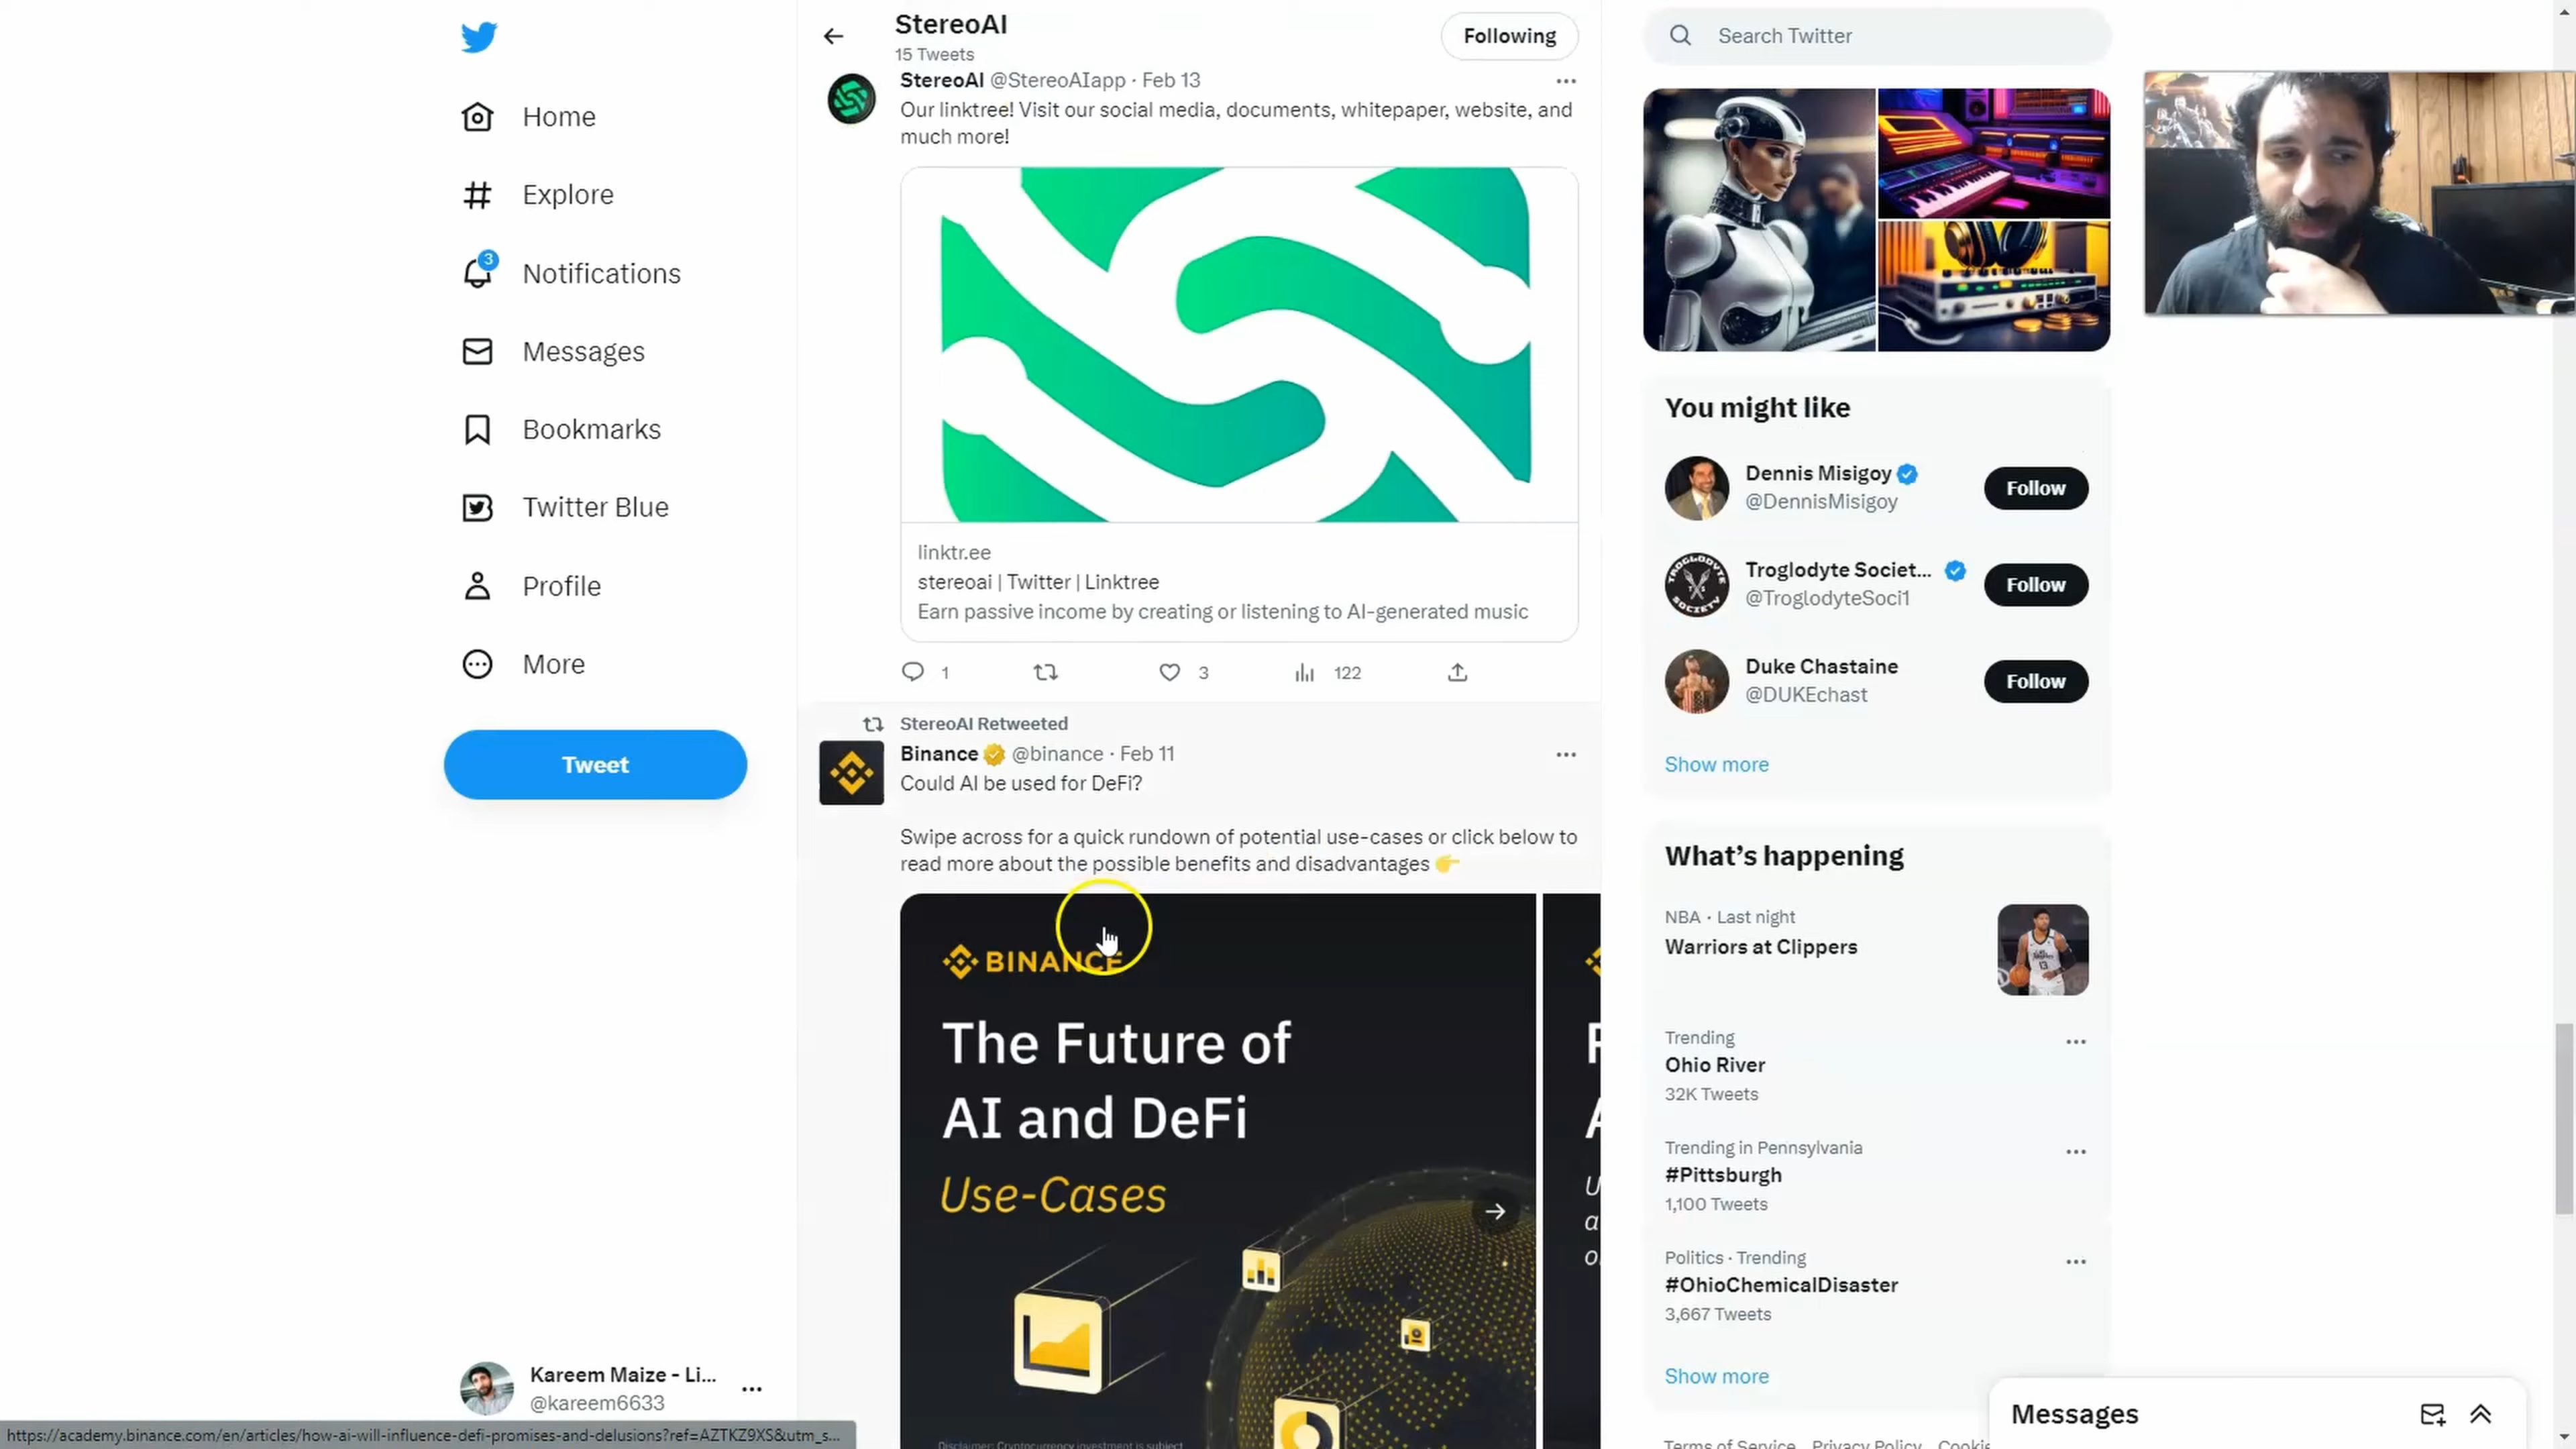 Home
Explore
3
Notifications
Messages
Bookmarks
Twitter Blue
Profile
More
Tweet
Kareem Maize - Li...
@kareem6633
https://academy.binance.com/en/articles/how-ai-will-influence-defi-promises-and-delusions?ref=AZTKZ9XS&utm_s...
StereoAI
15 Tweets
Following
StereoAI @StereoAIapp · Feb 13
Our linktree! Visit our social media, documents, whitepaper, website, and
much more!
linktr.ee
stereoai | Twitter | Linktree
Earn passive income by creating or listening to AI-generated music
1
3
122
StereoAI Retweeted
Binance @binance · Feb 11
Could AI be used for DeFi?
Swipe across for a quick rundown of potential use-cases or click below to
read more about the possible benefits and disadvantages 👉
BINANCE
The Future of
AI and DeFi
Use-Cases
Disclaimer: Cryptocurrency investment is subject
Search Twitter
You might like
Dennis Misigoy
@DennisMisigoy
Follow
Troglodyte Societ...
@TroglodyteSoci1
Follow
Duke Chastaine
@DUKEchast
Follow
Show more
What's happening
NBA · Last night
Warriors at Clippers
Trending
Ohio River
32K Tweets
Trending in Pennsylvania
#Pittsburgh
1,100 Tweets
Politics · Trending
#OhioChemicalDisaster
3,667 Tweets
Show more
Terms of Service Privacy Policy Cookie
Messages